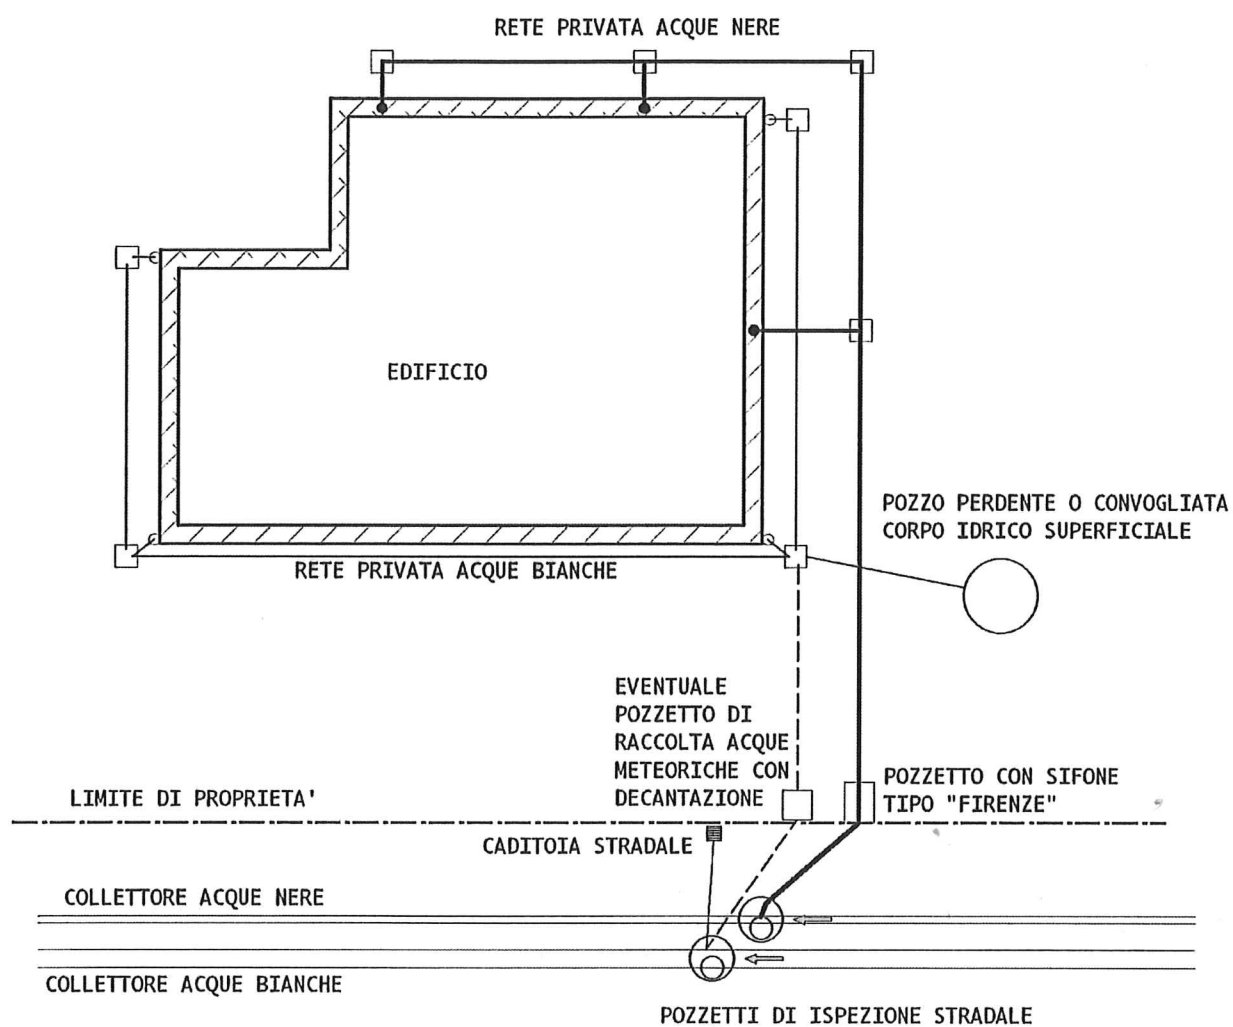 RETE PRIVATA ACQUE NERE
EDIFICIO
POZZO PERDENTE O CONVOGLIATA
CORPO IDRICO SUPERFICIALE
RETE PRIVATA ACQUE BIANCHE
EVENTUALE
POZZETTO DI
RACCOLTA ACQUE
METEORICHE CON
DECANTAZIONE
POZZETTO CON SIFONE
TIPO "FIRENZE"
LIMITE DI PROPRIETA'
CADITOIA STRADALE
COLLETTORE ACQUE NERE
COLLETTORE ACQUE BIANCHE
POZZETTI DI ISPEZIONE STRADALE